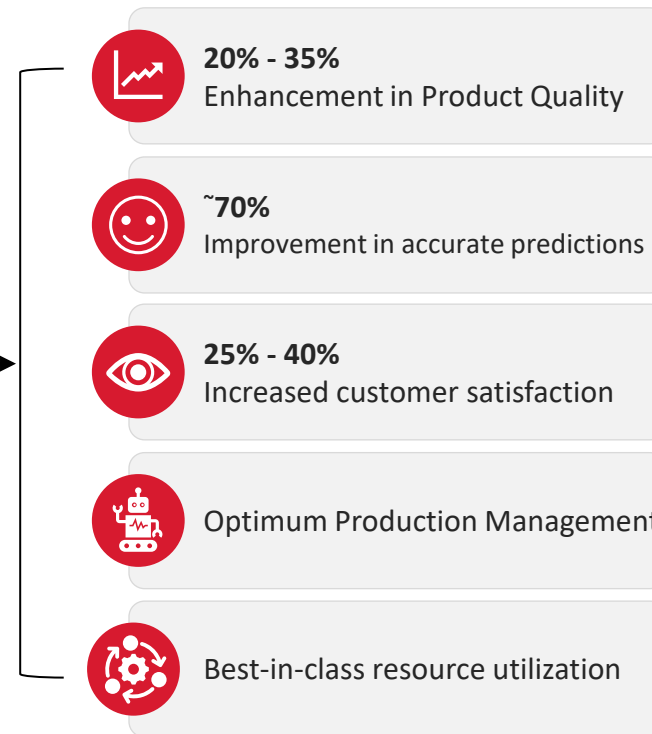 20% - 35%
Enhancement in Product Quality
~70%
Improvement in accurate predictions
25% - 40%
Increased customer satisfaction
Optimum Production Management
Best-in-class resource utilization